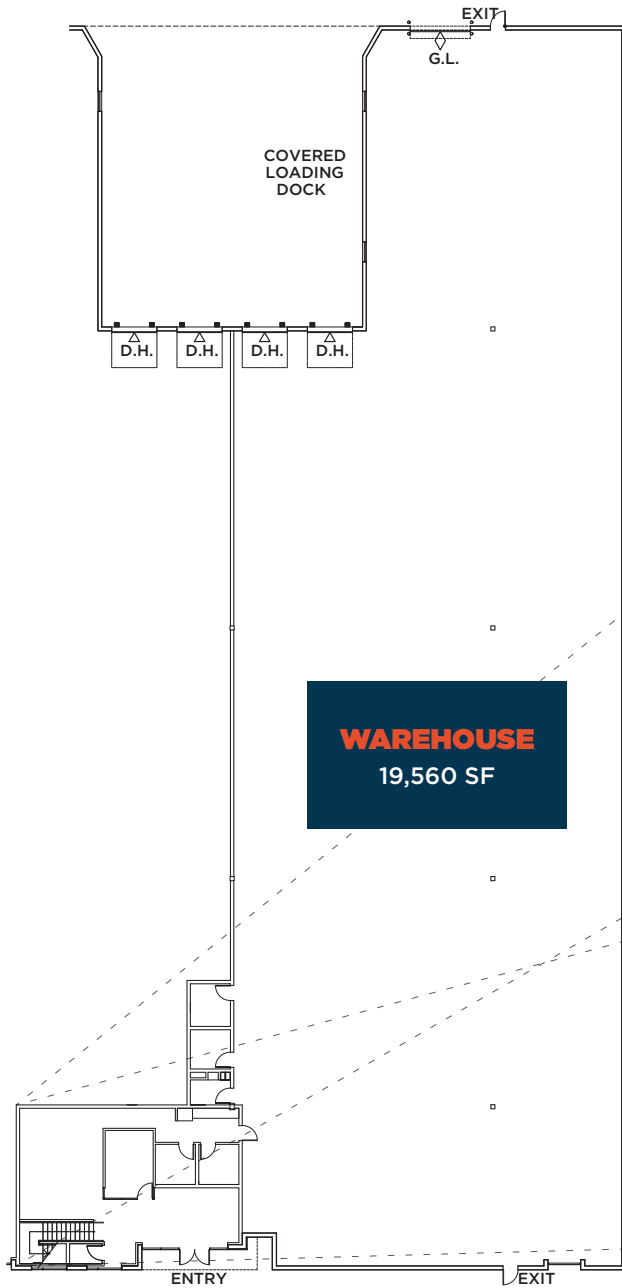 EXIT
G.L.
COVERED
LOADING
DOCK
D.H. D.H. D.H. D.H.
WAREHOUSE
19,560 SF
ENTRY EXIT